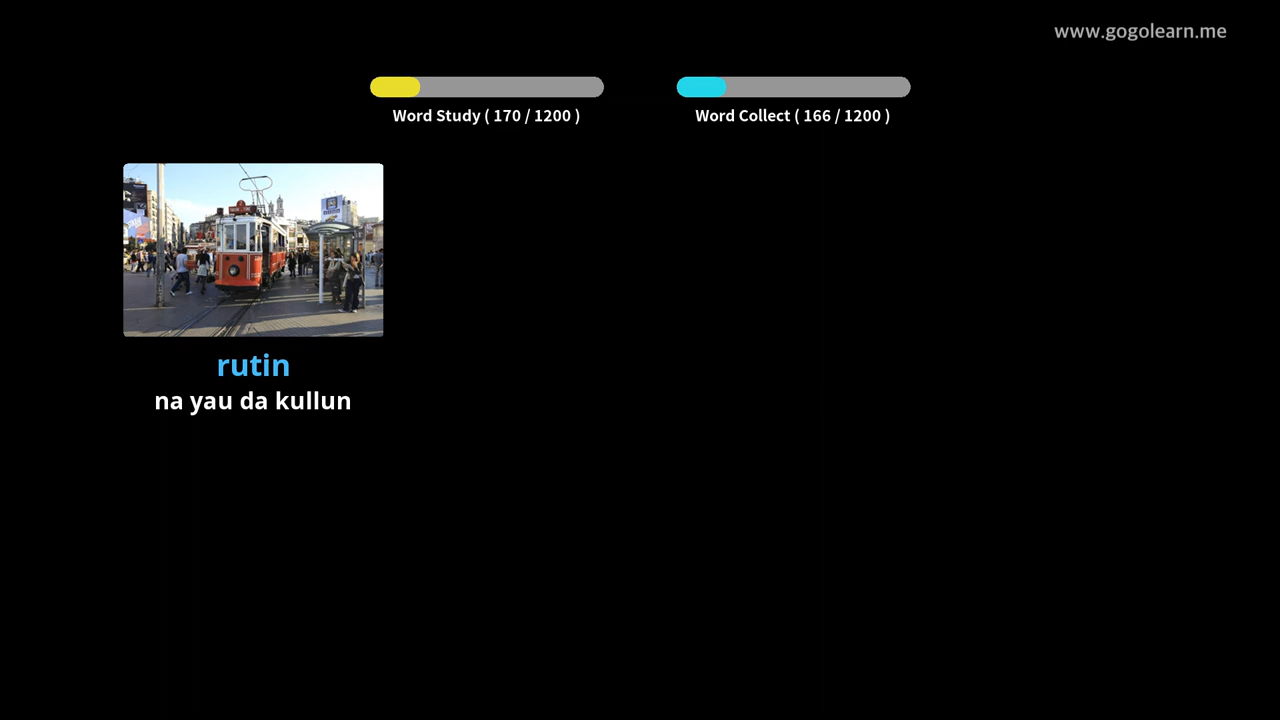 www.gogolearn.me
Word Study ( 170 / 1200 )
Word Collect ( 166 / 1200 )
rutin
na yau da kullun